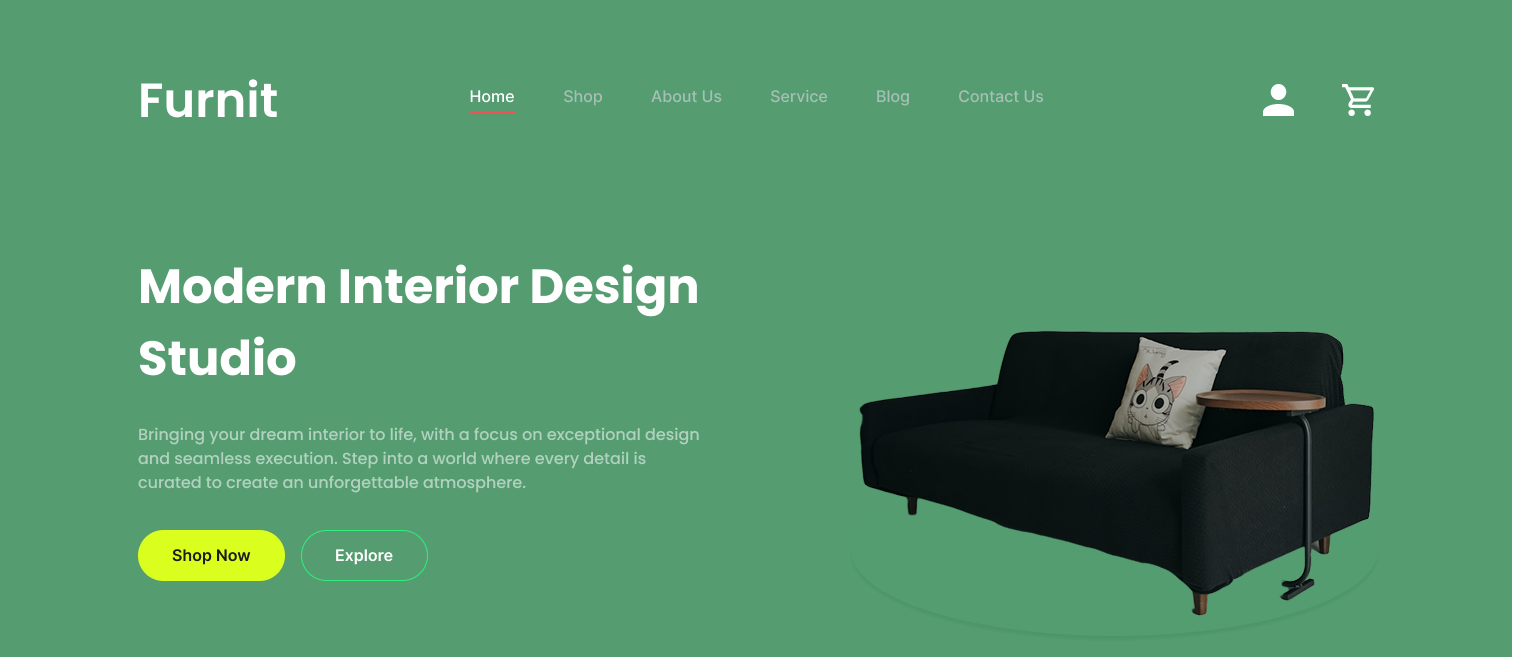 Furnit
Home Shop About Us Service Blog Contact Us
Modern Interior Design
Studio
Bringing your dream interior to life, with a focus on exceptional design
and seamless execution. Step into a world where every detail is
curated to create an unforgettable atmosphere.
Shop Now Explore